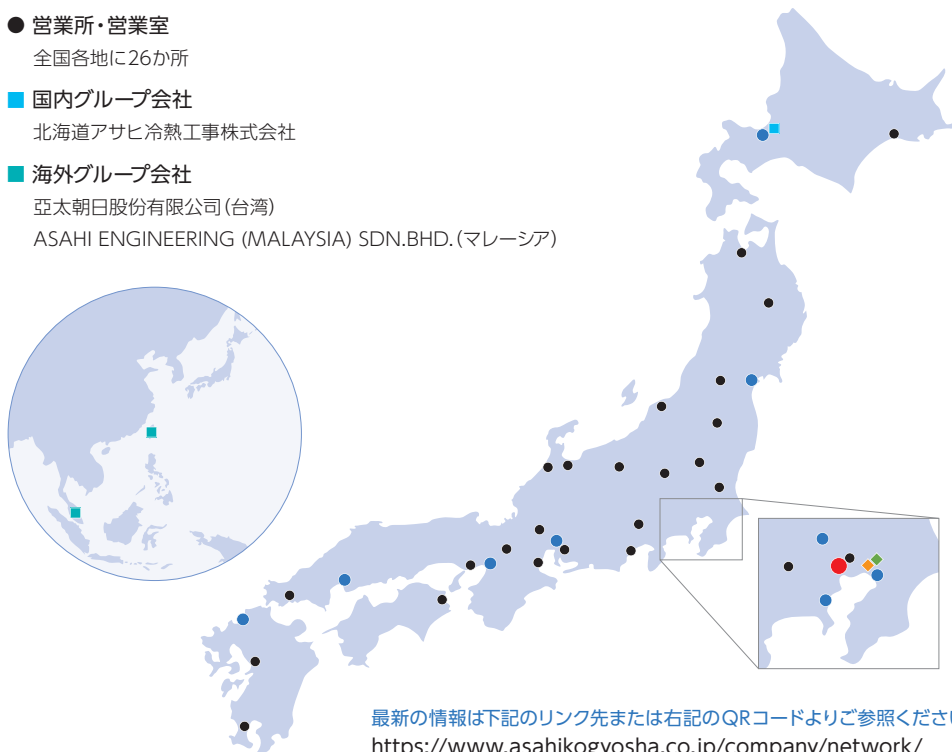 ● 営業所・営業室
全国各地に26か所
■ 国内グループ会社
北海道アサヒ冷熱工事株式会社
■ 海外グループ会社
亞太朝日股份有限公司(台湾)
ASAHI ENGINEERING (MALAYSIA) SDN.BHD.(マレーシア)
最新の情報は下記のリンク先または右記のQRコードよりご参照ください
https://www.asahikogyosha.co.jp/company/network/